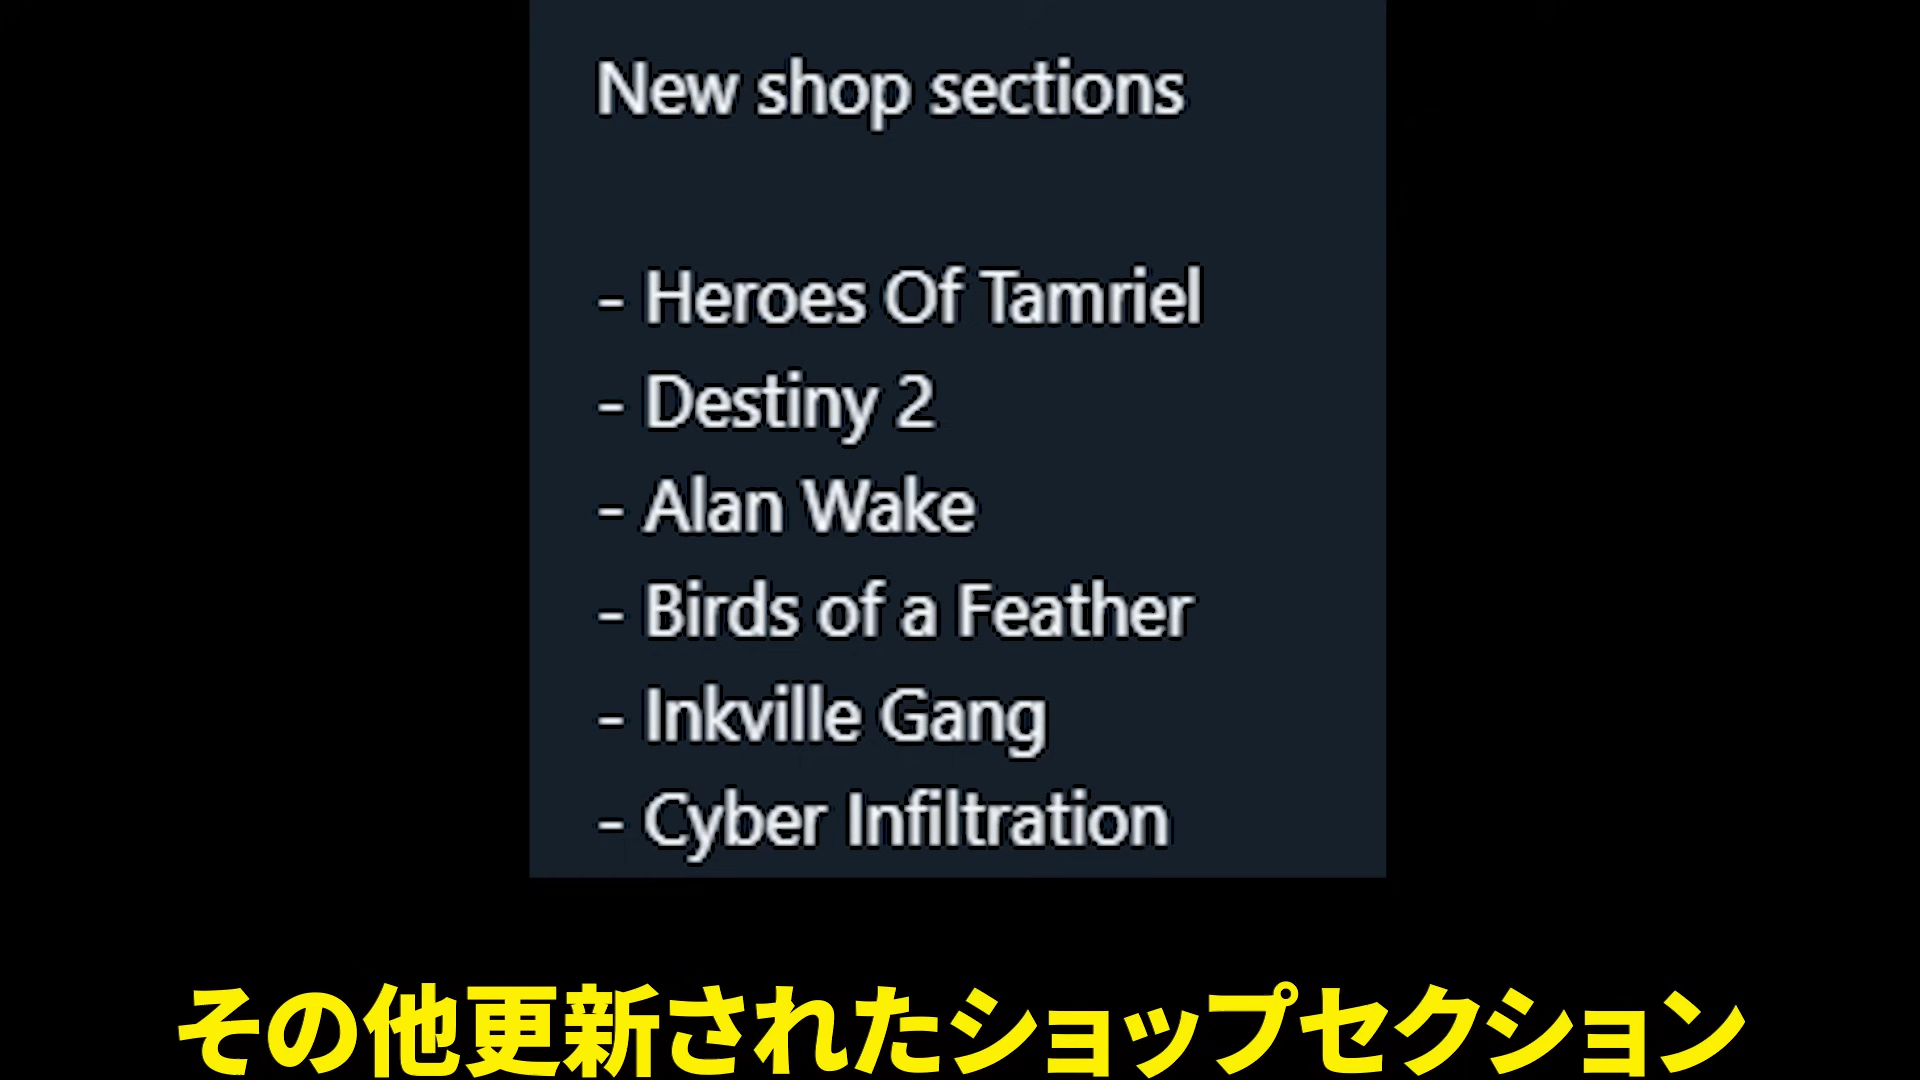 New shop sections
- Heroes Of Tamriel
- Destiny 2
- Alan Wake
- Birds of a Feather
- Inkville Gang
- Cyber Infiltration
その他更新されたショップセクション